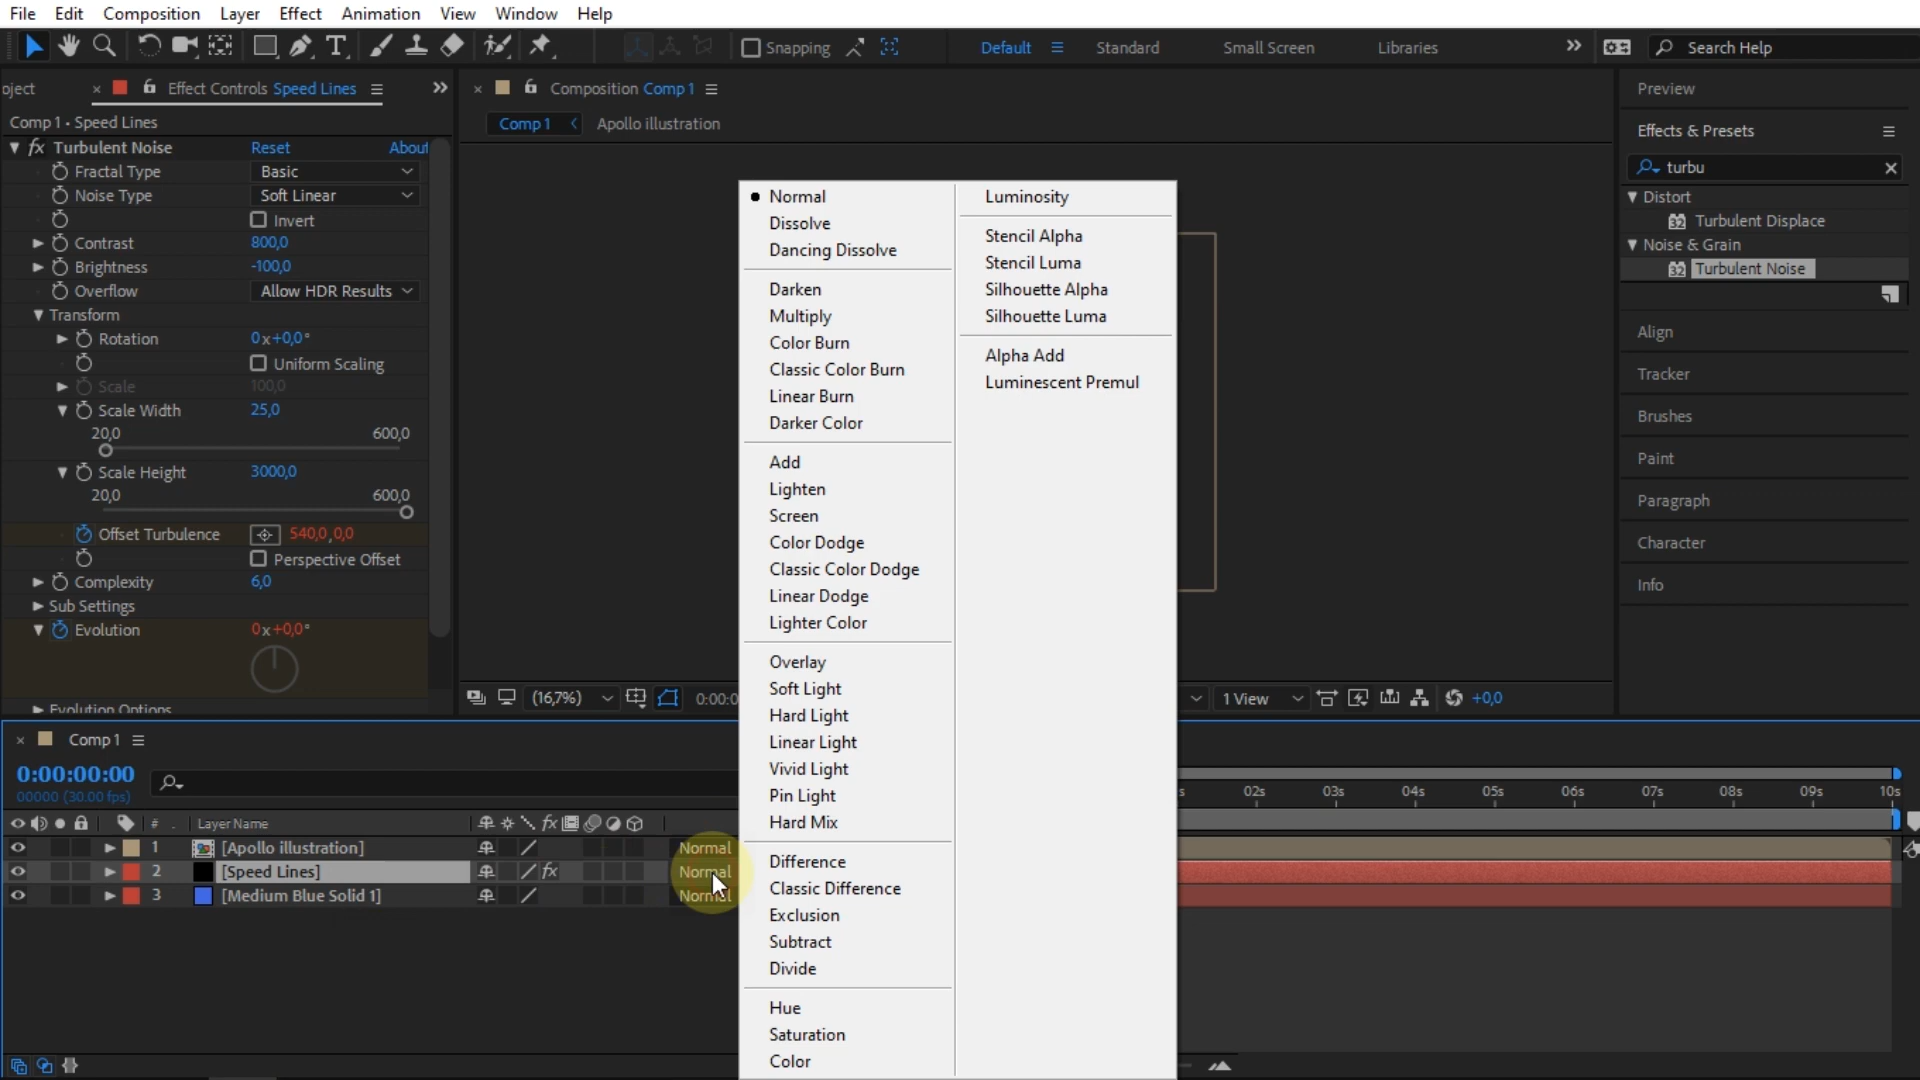 File Edit Composition Layer Effect Animation View Window Help
Snapping
Default Standard Small Screen Libraries
Search Help
oject
Effect Controls Speed Lines
Composition Comp 1
Preview
Comp 1 • Speed Lines
Comp 1 Apollo illustration
Effects & Presets
turbu
Distort
Turbulent Displace
Noise & Grain
Turbulent Noise
Align
Tracker
Brushes
Paint
Paragraph
Character
Info
fx Turbulent Noise Reset About
Fractal Type Basic
Noise Type Soft Linear
Invert
Contrast 800,0
Brightness -100,0
Overflow Allow HDR Results
Transform
Rotation 0x+0,0°
Uniform Scaling
Scale 100,0
Scale Width 25,0
20,0 600,0
Scale Height 3000,0
20,0 600,0
Offset Turbulence 540,0,0,0
Perspective Offset
Complexity 6,0
Sub Settings
Evolution 0x+0,0°
Evolution Options
Normal
Dissolve
Dancing Dissolve
Darken
Multiply
Color Burn
Classic Color Burn
Linear Burn
Darker Color
Add
Lighten
Screen
Color Dodge
Classic Color Dodge
Linear Dodge
Lighter Color
Overlay
Soft Light
Hard Light
Linear Light
Vivid Light
Pin Light
Hard Mix
Difference
Classic Difference
Exclusion
Subtract
Divide
Hue
Saturation
Color
Luminosity
Stencil Alpha
Stencil Luma
Silhouette Alpha
Silhouette Luma
Alpha Add
Luminescent Premul
(16,7%) 0:00:0 1 View +0,0
Comp 1
0:00:00:00
00000 (30.00 fps)
s 02s 03s 04s 05s 06s 07s 08s 09s 10s
# . Layer Name fx
1 [Apollo illustration] Normal
2 [Speed Lines] fx Normal
3 [Medium Blue Solid 1] Normal